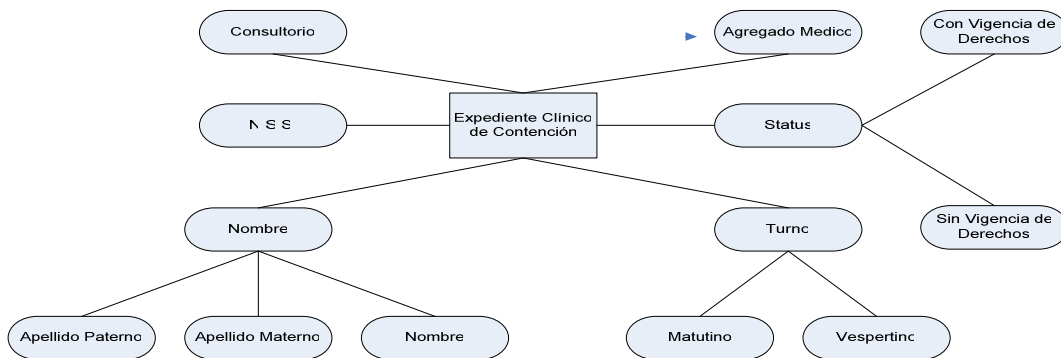 Consultorio
Agregado Medico
Con Vigencia de
Derechos
N S S
Expediente Clínico
de Contención
Status
Nombre
Turno
Sin Vigencia de
Derechos
Apellido Paterno
Apellido Materno
Nombre
Matutino
Vespertino